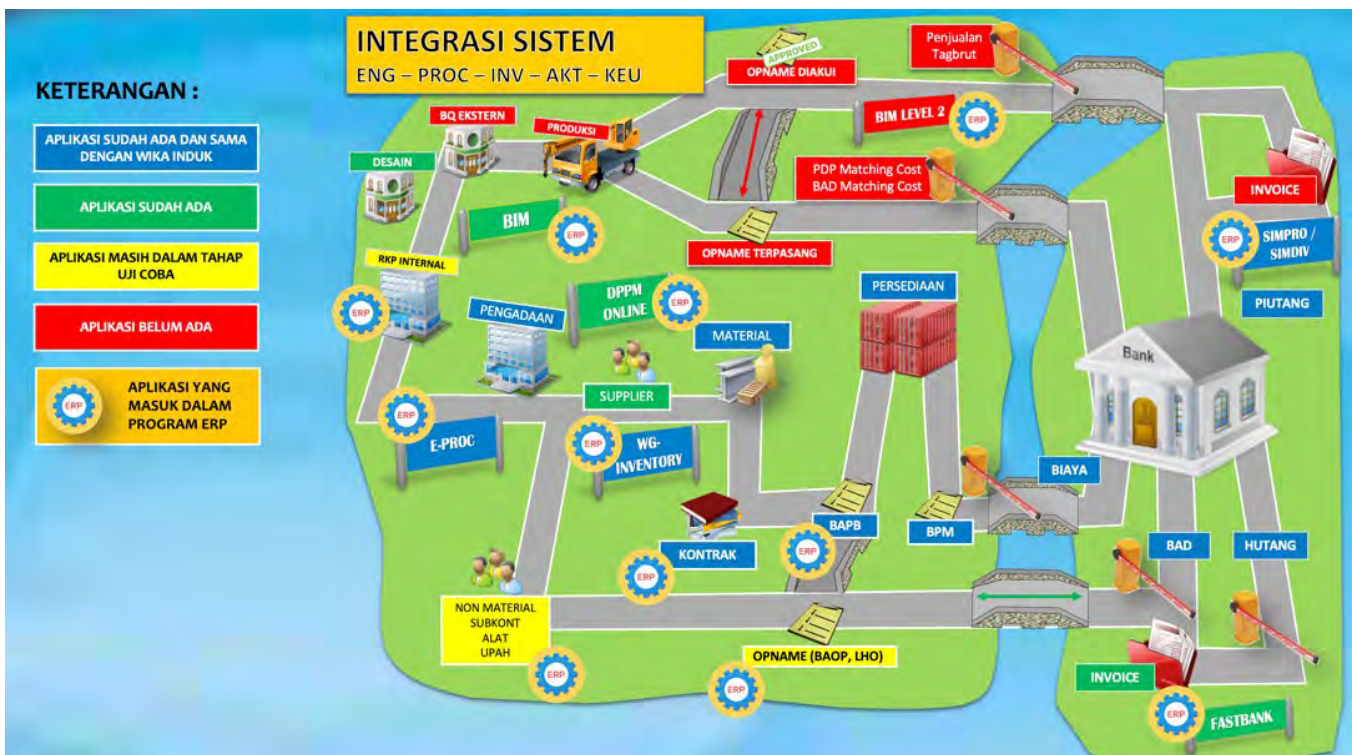 INTEGRASI SISTEM
ENG – PROC – INV – AKT – KEU
KETERANGAN :
APLIKASI SUDAH ADA DAN SAMA
DENGAN WIKA INDUK
APLIKASI SUDAH ADA
APLIKASI MASIH DALAM TAHAP
UJI COBA
APLIKASI BELUM ADA
ERP
APLIKASI YANG
MASUK DALAM
PROGRAM ERP
APPROVED
OPNAME DIAKUI
Penjualan
Tagbrut
BQ EKSTERN
PRODUKSI
BIM LEVEL 2
ERP
DESAIN
PDP Matching Cost
BAD Matching Cost
INVOICE
BIM
ERP
OPNAME TERPASANG
ERP
SIMPRO /
SIMDIV
RKP INTERNAL
ERP
PENGADAAN
DPPM
ONLINE
ERP
PERSEDIAAN
PIUTANG
MATERIAL
Bank
SUPPLIER
ERP
E-PROC
ERP
WG-
INVENTORY
BIAYA
KONTRAK
ERP
BAPB
ERP
BPM
BAD
HUTANG
NON MATERIAL
SUBKONT
ALAT
UPAH
ERP
OPNAME (BAOP, LHO)
ERP
INVOICE
ERP
FASTBANK